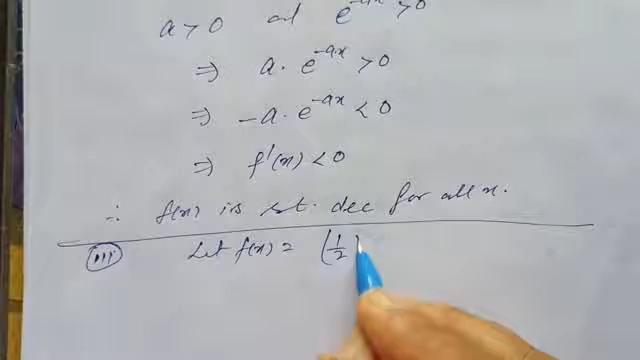 a > 0 and e^{-ax} > 0
⇒ a · e^{-ax} > 0
⇒ -a · e^{-ax} < 0
⇒ f'(x) < 0
∴ f(x) is st. dec for all x.
(iii) Let f(x) = (1/2)